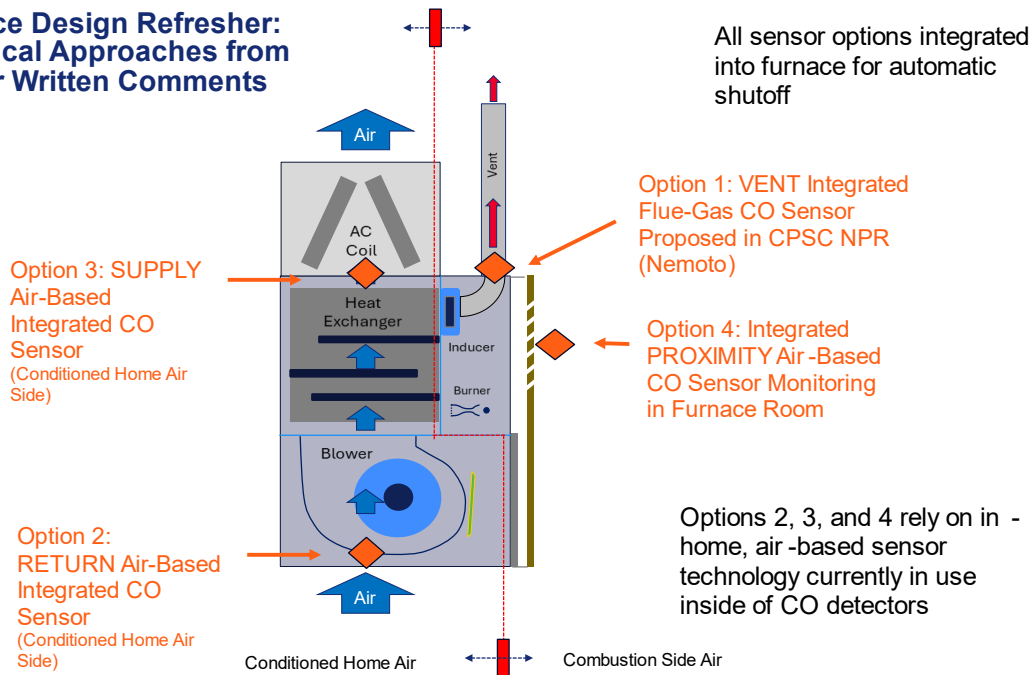 ce Design Refresher:
ical Approaches from
r Written Comments
All sensor options integrated
into furnace for automatic
shutoff
Air
Vent
AC
Coil
Option 1: VENT Integrated
Flue-Gas CO Sensor
Proposed in CPSC NPR
(Nemoto)
Option 3: SUPPLY
Air-Based
Integrated CO
Sensor
(Conditioned Home Air
Side)
Heat
Exchanger
Inducer
Burner
Option 4: Integrated
PROXIMITY Air -Based
CO Sensor Monitoring
in Furnace Room
Blower
Option 2:
RETURN Air-Based
Integrated CO
Sensor
(Conditioned Home Air
Side)
Air
Options 2, 3, and 4 rely on in -
home, air -based sensor
technology currently in use
inside of CO detectors
Conditioned Home Air
Combustion Side Air